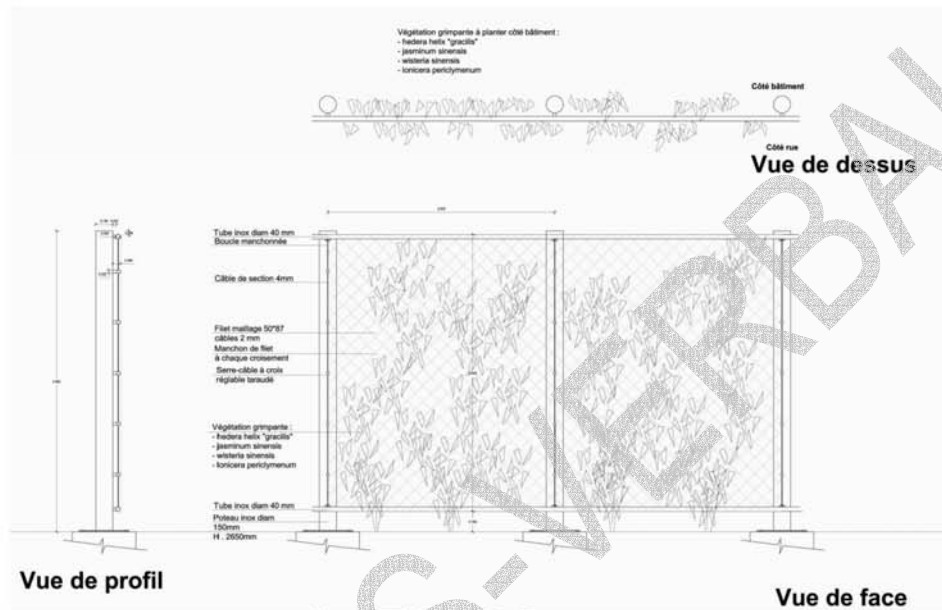 Végétation grimpante à planter côté bâtiment :
- hedera helix "gracilis"
- jasminum sinensis
- wisteria sinensis
- lonicera periclymenum
Côté bâtiment
Côté rue
Vue de dessus
Tube inox diam 40 mm
Boucle manchonnée
Câble de section 4mm
Filet maillage 50*87
câbles 2 mm
Manchon de filet
à chaque croisement
Serre-câble à crois
réglable taraudé
Végétation grimpante :
- hedera helix "gracilis"
- jasminum sinensis
- wisteria sinensis
- lonicera periclymenum
Tube inox diam 40 mm
Poteau inox diam
150mm
H . 2650mm
Vue de profil
Vue de face
S-VERBA